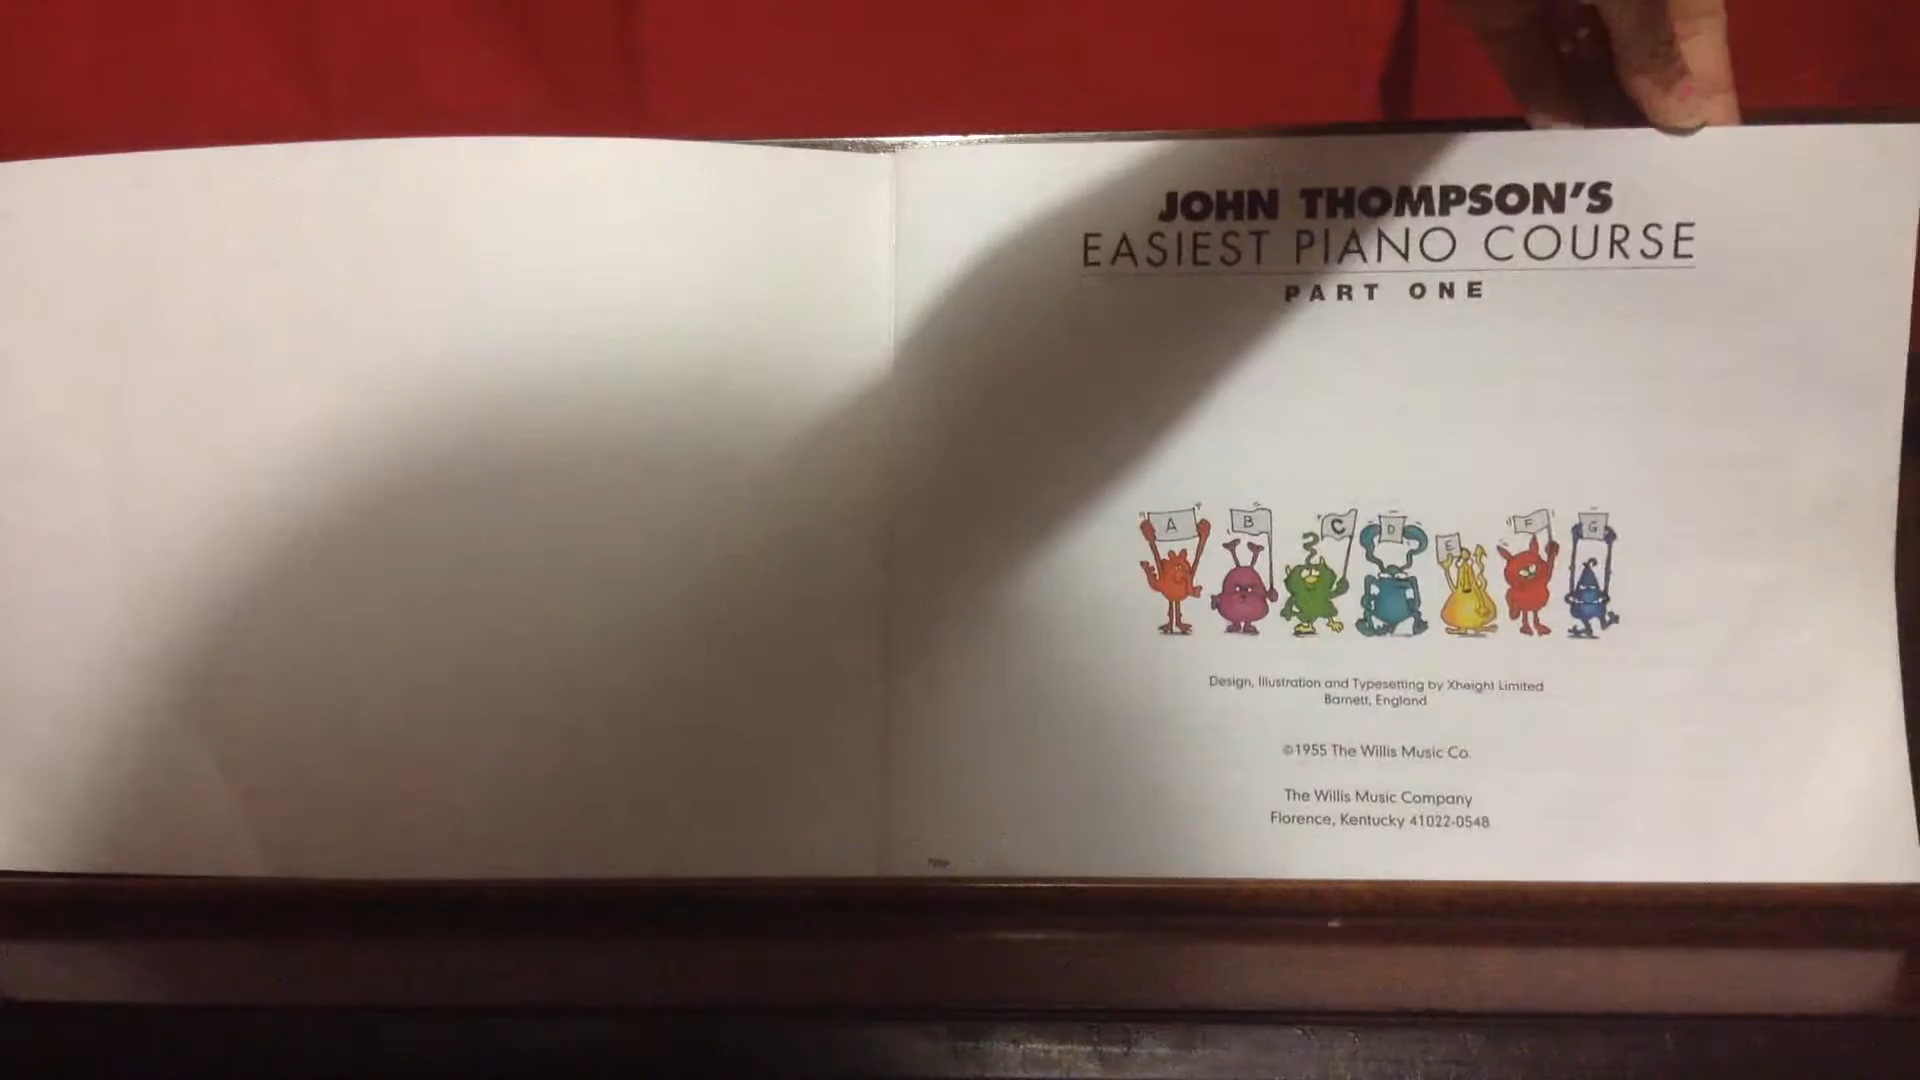 JOHN THOMPSON'S
EASIEST PIANO COURSE
PART ONE
A B C D E F G
Design, Illustration and Typesetting by Xheight Limited
Barnett, England
©1955 The Willis Music Co.
The Willis Music Company
Florence, Kentucky 41022-0548